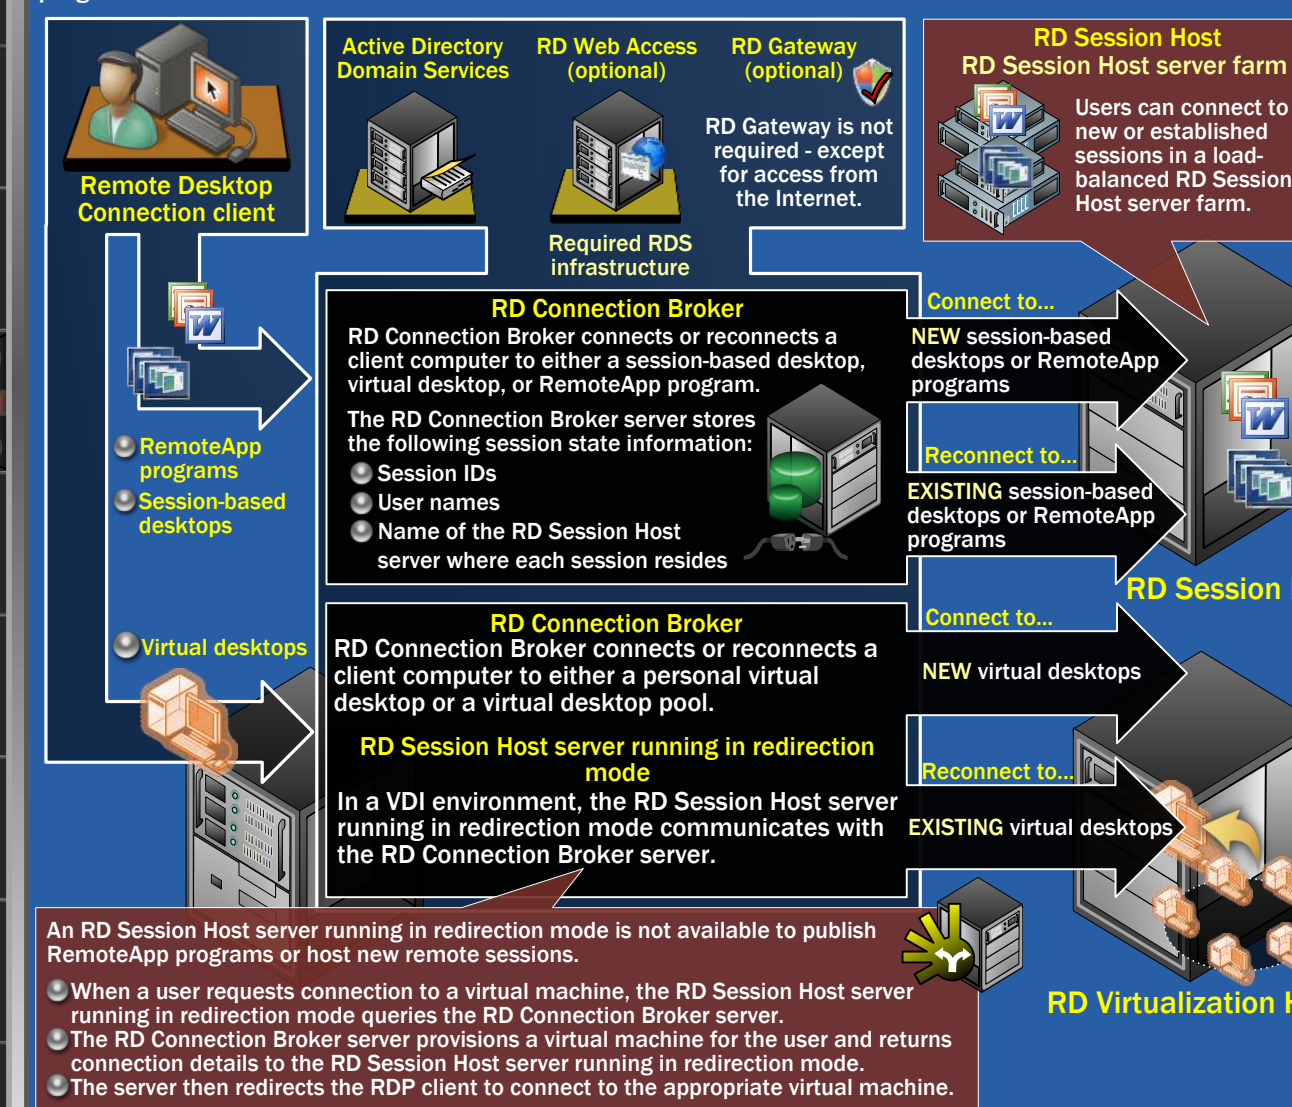 Remote Desktop
Connection client
Active Directory
Domain Services
RD Web Access
(optional)
RD Gateway
(optional)
RD Gateway is not
required - except
for access from
the Internet.
Required RDS
infrastructure
RD Session Host
RD Session Host server farm
Users can connect to
new or established
sessions in a load-
balanced RD Session
Host server farm.
W
W
RemoteApp
programs
Session-based
desktops
Virtual desktops
RD Connection Broker
RD Connection Broker connects or reconnects a
client computer to either a session-based desktop,
virtual desktop, or RemoteApp program.
The RD Connection Broker server stores
the following session state information:
Session IDs
User names
Name of the RD Session Host
server where each session resides
Connect to...
NEW session-based
desktops or RemoteApp
programs
Reconnect to...
EXISTING session-based
desktops or RemoteApp
programs
W
RD Session
RD Connection Broker
RD Connection Broker connects or reconnects a
client computer to either a personal virtual
desktop or a virtual desktop pool.
RD Session Host server running in redirection
mode
In a VDI environment, the RD Session Host server
running in redirection mode communicates with
the RD Connection Broker server.
Connect to...
NEW virtual desktops
Reconnect to...
EXISTING virtual desktops
RD Virtualization
An RD Session Host server running in redirection mode is not available to publish
RemoteApp programs or host new remote sessions.
When a user requests connection to a virtual machine, the RD Session Host server
running in redirection mode queries the RD Connection Broker server.
The RD Connection Broker server provisions a virtual machine for the user and returns
connection details to the RD Session Host server running in redirection mode.
The server then redirects the RDP client to connect to the appropriate virtual machine.